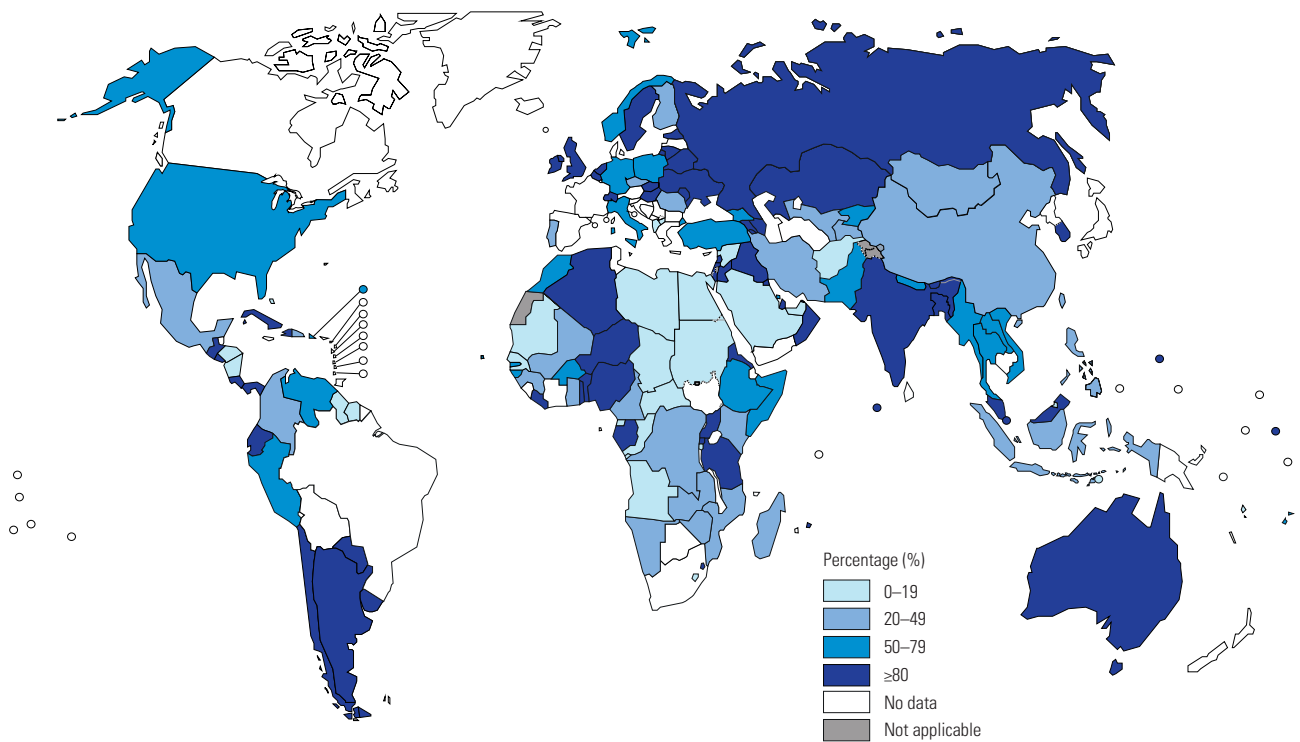 Percentage (%)
0–19
20–49
50–79
≥80
No data
Not applicable